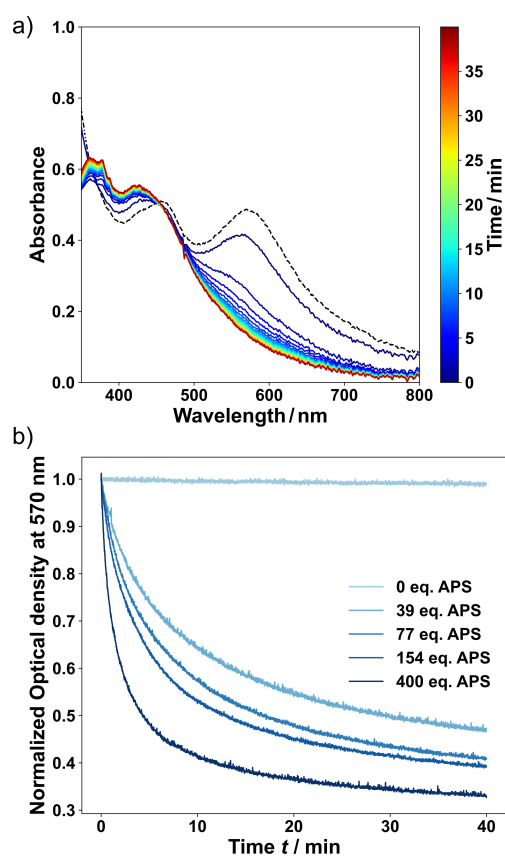 a)
1.0
0.8
0.6
0.4
0.2
0.0
Absorbance
400 500 600 700 800
Wavelength / nm
35
30
25
20
15
10
5
0
Time / min
b)
1.0
0.9
0.8
0.7
0.6
0.5
0.4
0.3
Normalized Optical density at 570 nm
0 eq. APS
39 eq. APS
77 eq. APS
154 eq. APS
400 eq. APS
0 10 20 30 40
Time t / min